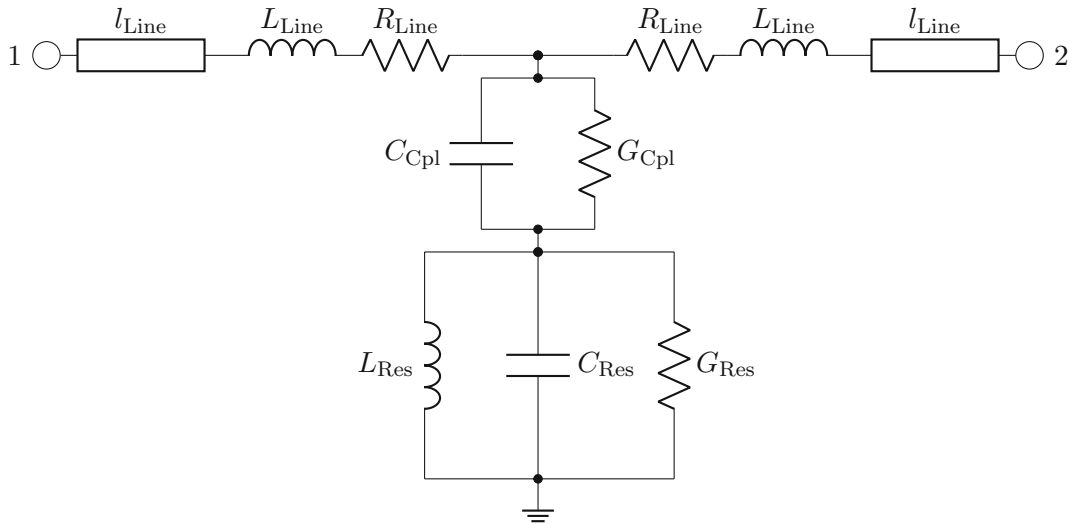 l_Line L_Line R_Line R_Line L_Line l_Line
1 2
C_Cpl G_Cpl
L_Res C_Res G_Res